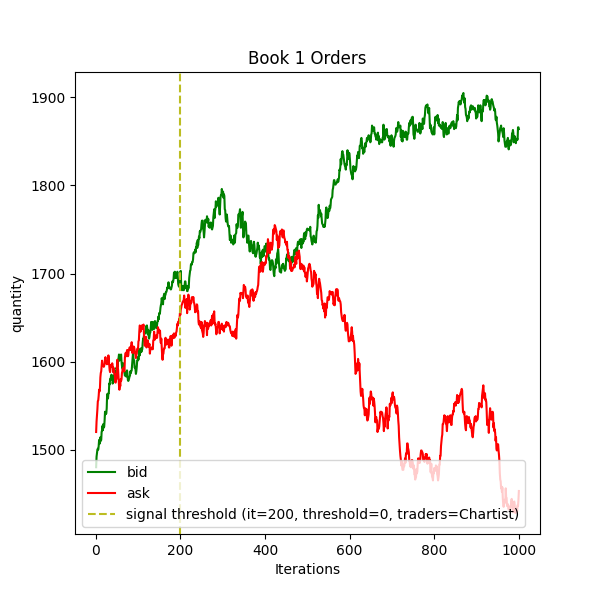 Book 1 Orders
1900
1800
1700
1600
1500
quantity
bid
ask
signal threshold (it=200, threshold=0, traders=Chartist)
0 200 400 600 800 1000
Iterations